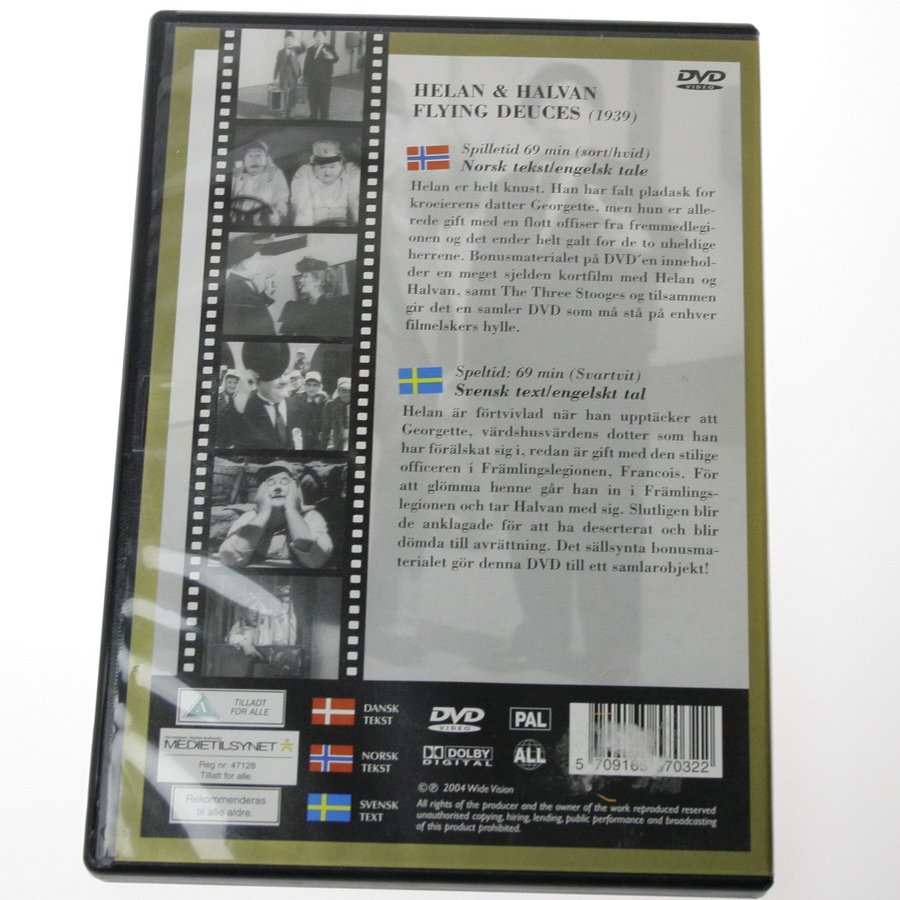 HELAN & HALVAN
FLYING DEUCES (1939)
DVD
VIDEO
Spilletid 69 min (sort/hvid)
Norsk tekst/engelsk tale
Helan er helt knust. Han har falt pladask for
kroeierens datter Georgette, men hun er alle-
rede gift med en flott offiser fra fremmedlegi-
onen og det ender helt galt for de to uheldige
herrene. Bonusmaterialet på DVD´en innehol-
der en meget sjelden kortfilm med Helan og
Halvan, samt The Three Stooges og tilsammen
gir det en samler DVD som må stå på enhver
filmelskers hylle.
Speltid: 69 min (Svartvit)
Svensk text/engelskt tal
Helan är förtvivlad när han upptäcker att
Georgette, värdshusvärdens dotter som han
har förälskat sig i, redan är gift med den stilige
officeren i Främlingslegionen, Francois. För
att glömma henne går han in i Främlings-
legionen och tar Halvan med sig. Slutligen blir
de anklagade för att ha deserterat och blir
dömda till avrättning. Det sällsynta bonusma-
terialet gör denna DVD till ett samlarobjekt!
A
TILLADT
FOR ALLE
MEDIETILSYNET
Reg nr: 47128
Tillatt for alle.
Rekommenderas
til alle aldre.
DANSK
TEKST
NORSK
TEKST
SVENSK
TEXT
DVD
VIDEO
PAL
DOLBY
DIGITAL
ALL
©℗ 2004 Wide Vision
All rights of the producer and the owner of the work reproduced reserved
unauthorised copying, hiring, lending, public performance and broadcasting
of this product prohibited.